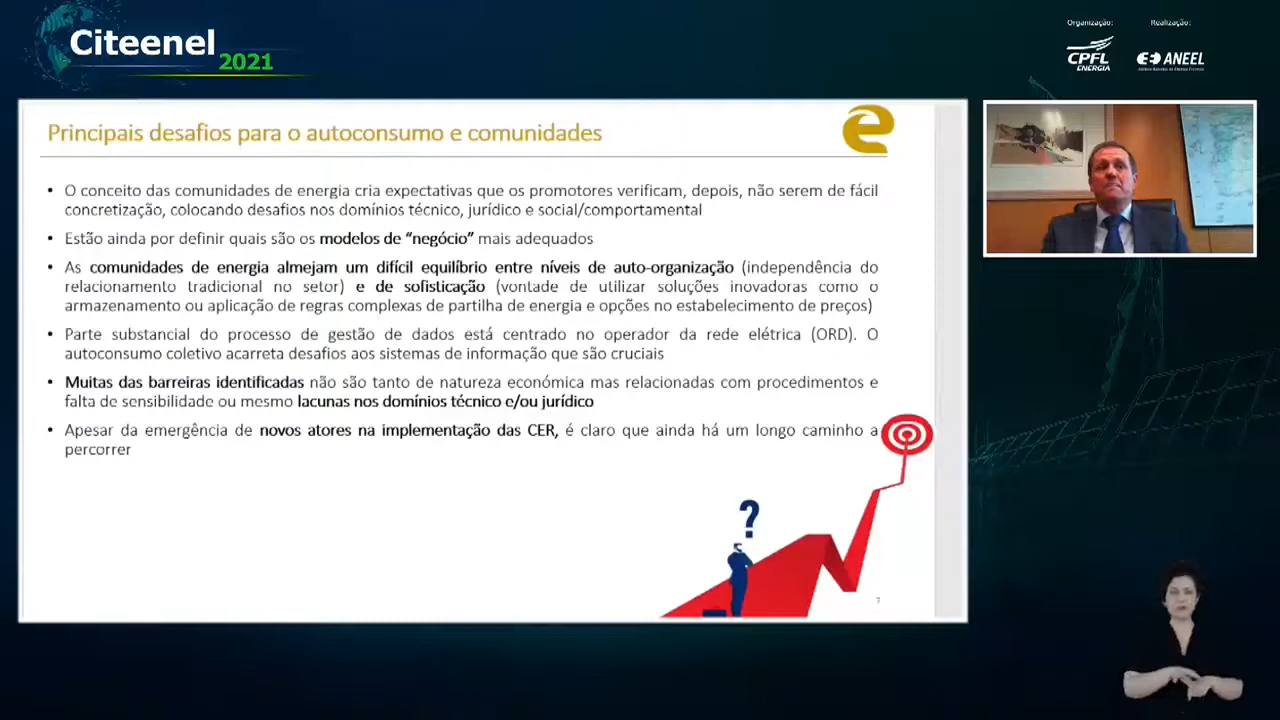 Citeenel
2021
Organização:
Realização:
CPFL
ENERGIA
ANEEL
Principais desafios para o autoconsumo e comunidades
• O conceito das comunidades de energia cria expectativas que os promotores verificam, depois, não serem de fácil
concretização, colocando desafios nos domínios técnico, jurídico e social/comportamental
• Estão ainda por definir quais são os modelos de “negócio” mais adequados
• As comunidades de energia almejam um difícil equilíbrio entre níveis de auto-organização (independência do
relacionamento tradicional no setor) e de sofisticação (vontade de utilizar soluções inovadoras como o
armazenamento ou aplicação de regras complexas de partilha de energia e opções no estabelecimento de preços)
• Parte substancial do processo de gestão de dados está centrado no operador da rede elétrica (ORD). O
autoconsumo coletivo acarreta desafios aos sistemas de informação que são cruciais
• Muitas das barreiras identificadas não são tanto de natureza económica mas relacionadas com procedimentos e
falta de sensibilidade ou mesmo lacunas nos domínios técnico e/ou jurídico
• Apesar da emergência de novos atores na implementação das CER, é claro que ainda há um longo caminho a
percorrer
?
7